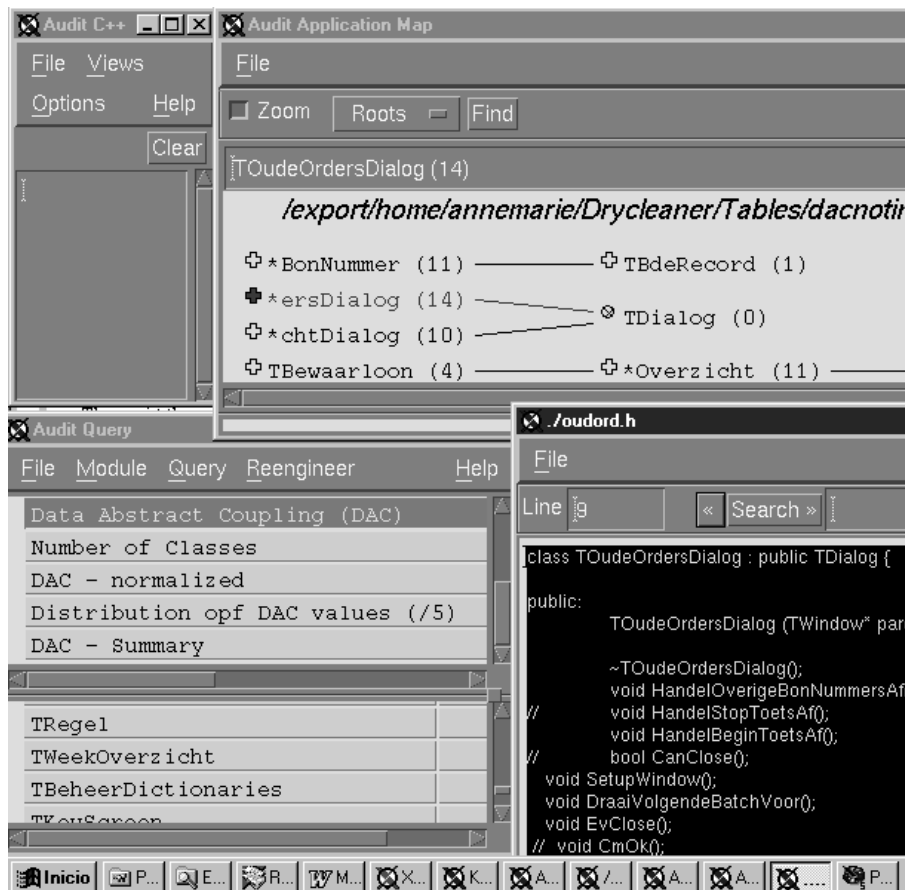 Audit C++
File Views
Options Help
Clear
Audit Application Map
File
Zoom Roots Find
TOudeOrdersDialog (14)
/export/home/annemarie/Drycleaner/Tables/dacnotin
*BonNummer (11) TBdeRecord (1)
*ersDialog (14)
TDialog (0)
*chtDialog (10)
TBewaarloon (4) *Overzicht (11)
Audit Query
File Module Query Reengineer Help
Data Abstract Coupling (DAC)
Number of Classes
DAC - normalized
Distribution opf DAC values (/5)
DAC - Summary
TRegel
TWeekOverzicht
TBeheerDictionaries
TKeyScreen
./oudord.h
File
Line 9 « Search »
class TOudeOrdersDialog : public TDialog {
public:
TOudeOrdersDialog (TWindow* par
~TOudeOrdersDialog();
void HandelOverigeBonNummersAf
// void HandelStopToetsAf();
void HandelBeginToetsAf();
// bool CanClose();
void SetupWindow();
void DraaiVolgendeBatchVoor();
void EvClose();
// void CmOk();
Inicio P... E... R... M... X... K... A... /... A... A... ... P...